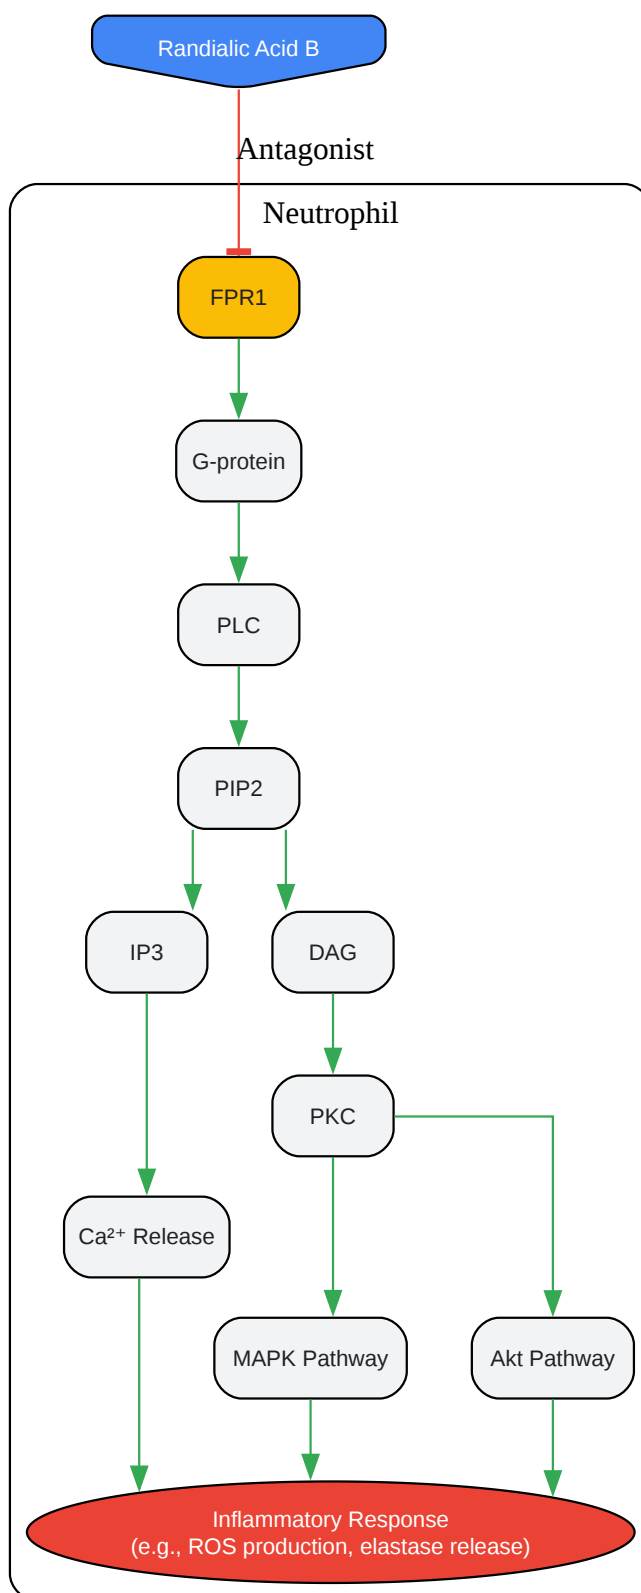 Randialic Acid B
Antagonist
Neutrophil
FPR1
G-protein
PLC
PIP2
IP3
DAG
PKC
Ca²⁺ Release
MAPK Pathway
Akt Pathway
Inflammatory Response
(e.g., ROS production, elastase release)